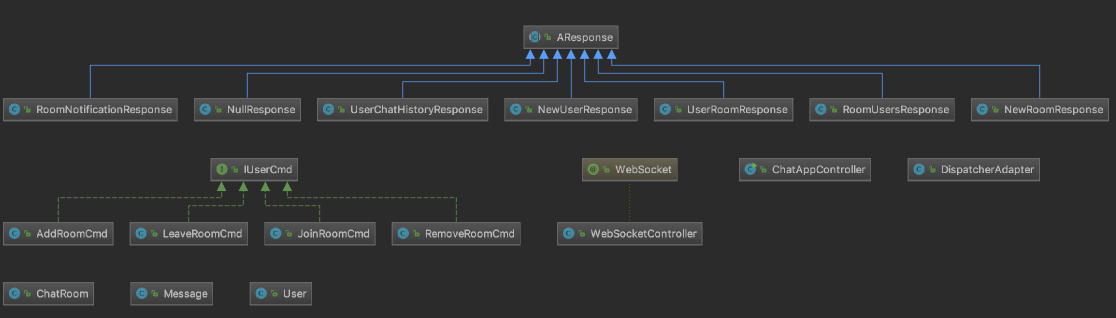 AResponse
RoomNotificationResponse NullResponse UserChatHistoryResponse NewUserResponse UserRoomResponse RoomUsersResponse NewRoomResponse
IUserCmd WebSocket ChatAppController DispatcherAdapter
AddRoomCmd LeaveRoomCmd JoinRoomCmd RemoveRoomCmd WebSocketController
ChatRoom Message User